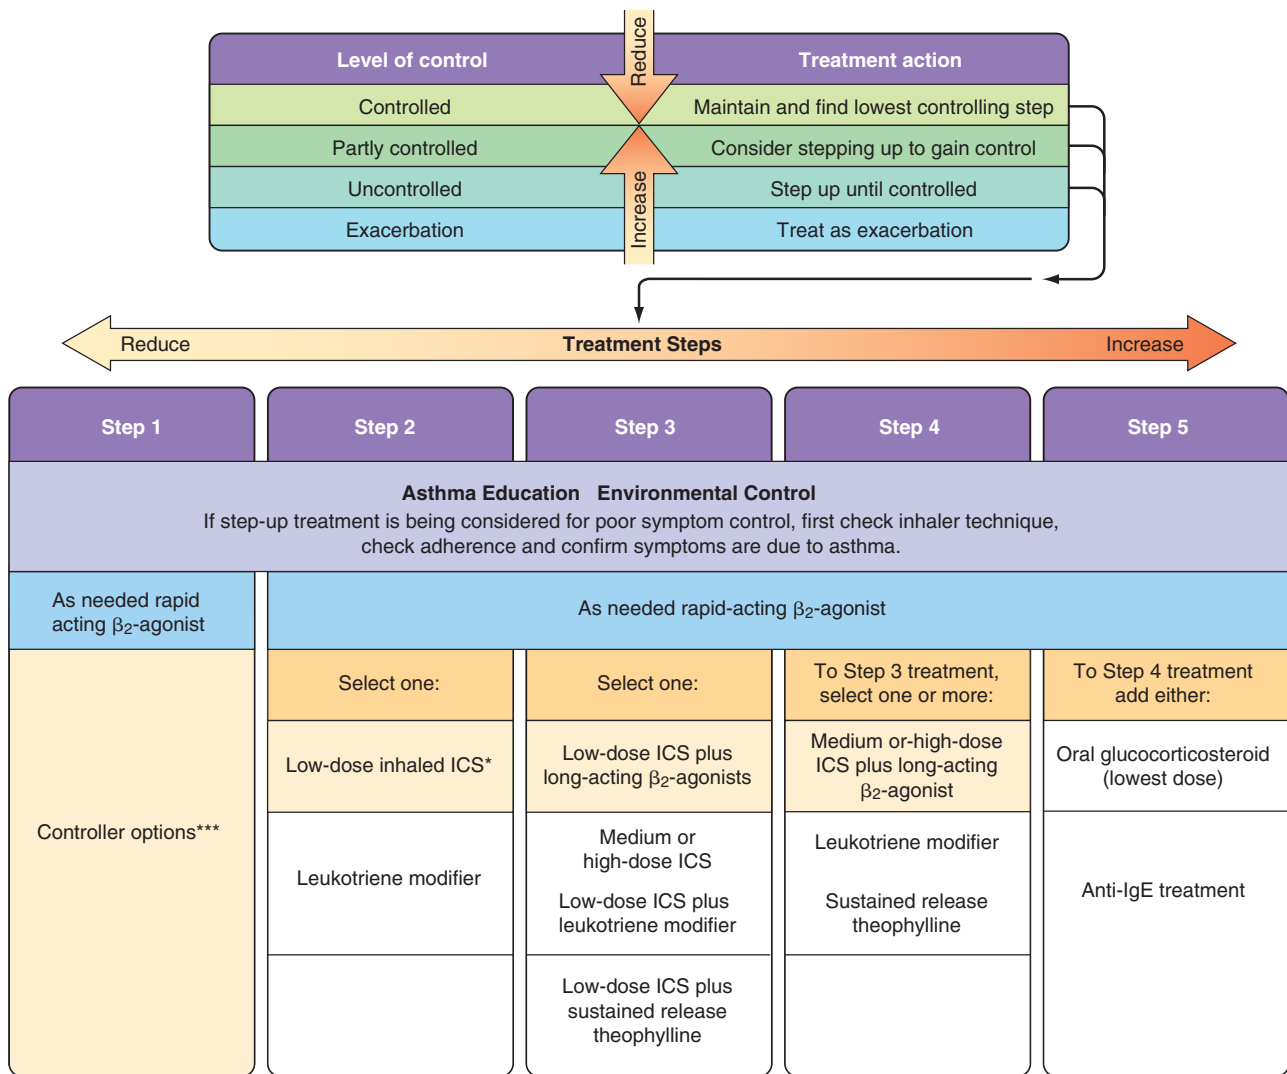 Level of control
Reduce
Treatment action
Controlled
Maintain and find lowest controlling step
Partly controlled
Consider stepping up to gain control
Increase
Uncontrolled
Step up until controlled
Exacerbation
Treat as exacerbation
Reduce
Treatment Steps
Increase
Step 1
Step 2
Step 3
Step 4
Step 5
Asthma Education Environmental Control
If step-up treatment is being considered for poor symptom control, first check inhaler technique,
check adherence and confirm symptoms are due to asthma.
As needed rapid
acting β₂-agonist
As needed rapid-acting β₂-agonist
Controller options***
Select one:
Low-dose inhaled ICS*
Leukotriene modifier
Select one:
Low-dose ICS plus
long-acting β₂-agonists
Medium or
high-dose ICS
Low-dose ICS plus
leukotriene modifier
Low-dose ICS plus
sustained release
theophylline
To Step 3 treatment,
select one or more:
Medium or-high-dose
ICS plus long-acting
β₂-agonist
Leukotriene modifier
Sustained release
theophylline
To Step 4 treatment
add either:
Oral glucocorticosteroid
(lowest dose)
Anti-IgE treatment